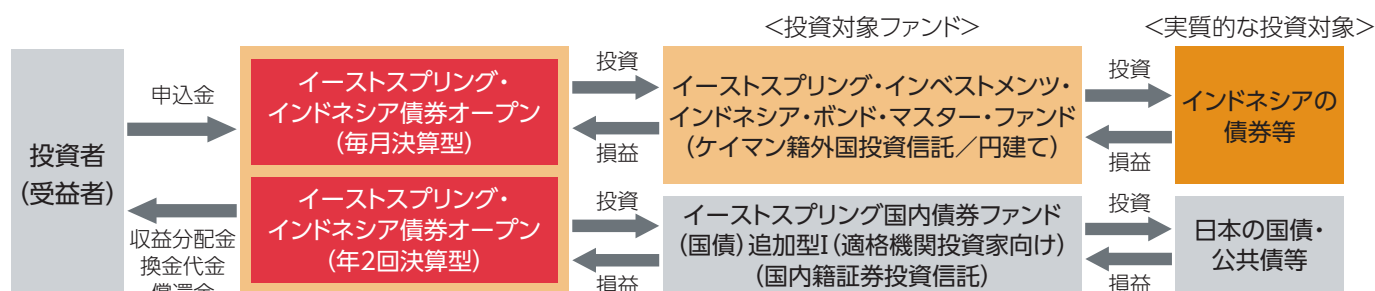 ＜投資対象ファンド＞
＜実質的な投資対象＞
投資者
（受益者）
申込金
収益分配金
換金代金
償還金
イーストスプリング・
インドネシア債券オープン
（毎月決算型）
イーストスプリング・
インドネシア債券オープン
（年2回決算型）
投資
損益
投資
損益
イーストスプリング・インベストメンツ・
インドネシア・ボンド・マスター・ファンド
（ケイマン籍外国投資信託／円建て）
イーストスプリング国内債券ファンド
（国債）追加型I（適格機関投資家向け）
（国内籍証券投資信託）
投資
損益
投資
損益
インドネシアの
債券等
日本の国債・
公共債等